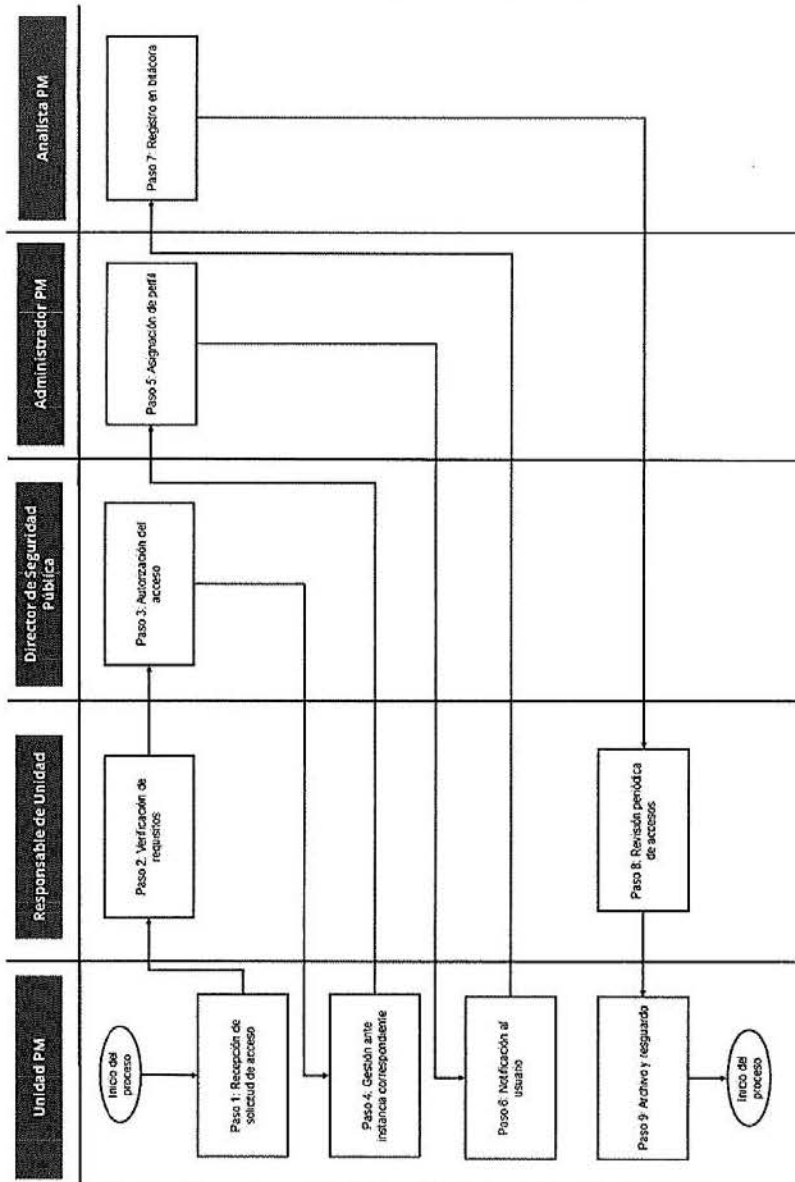 Unidad PM
Responsable de Unidad
Director de Seguridad
Pública
Administrador PM
Analista PM
Inicio del
proceso
Paso 1: Recepción de
solicitud de acceso
Paso 2: Verificación de
requisitos
Paso 3: Autorización del
acceso
Paso 4: Gestión ante
instancia correspondiente
Paso 5: Asignación de perfil
Paso 6: Notificación al
usuario
Paso 7: Registro en bitácora
Paso 8: Revisión periódica
de accesos
Paso 9: Archivo y resguardo
Inicio del
proceso